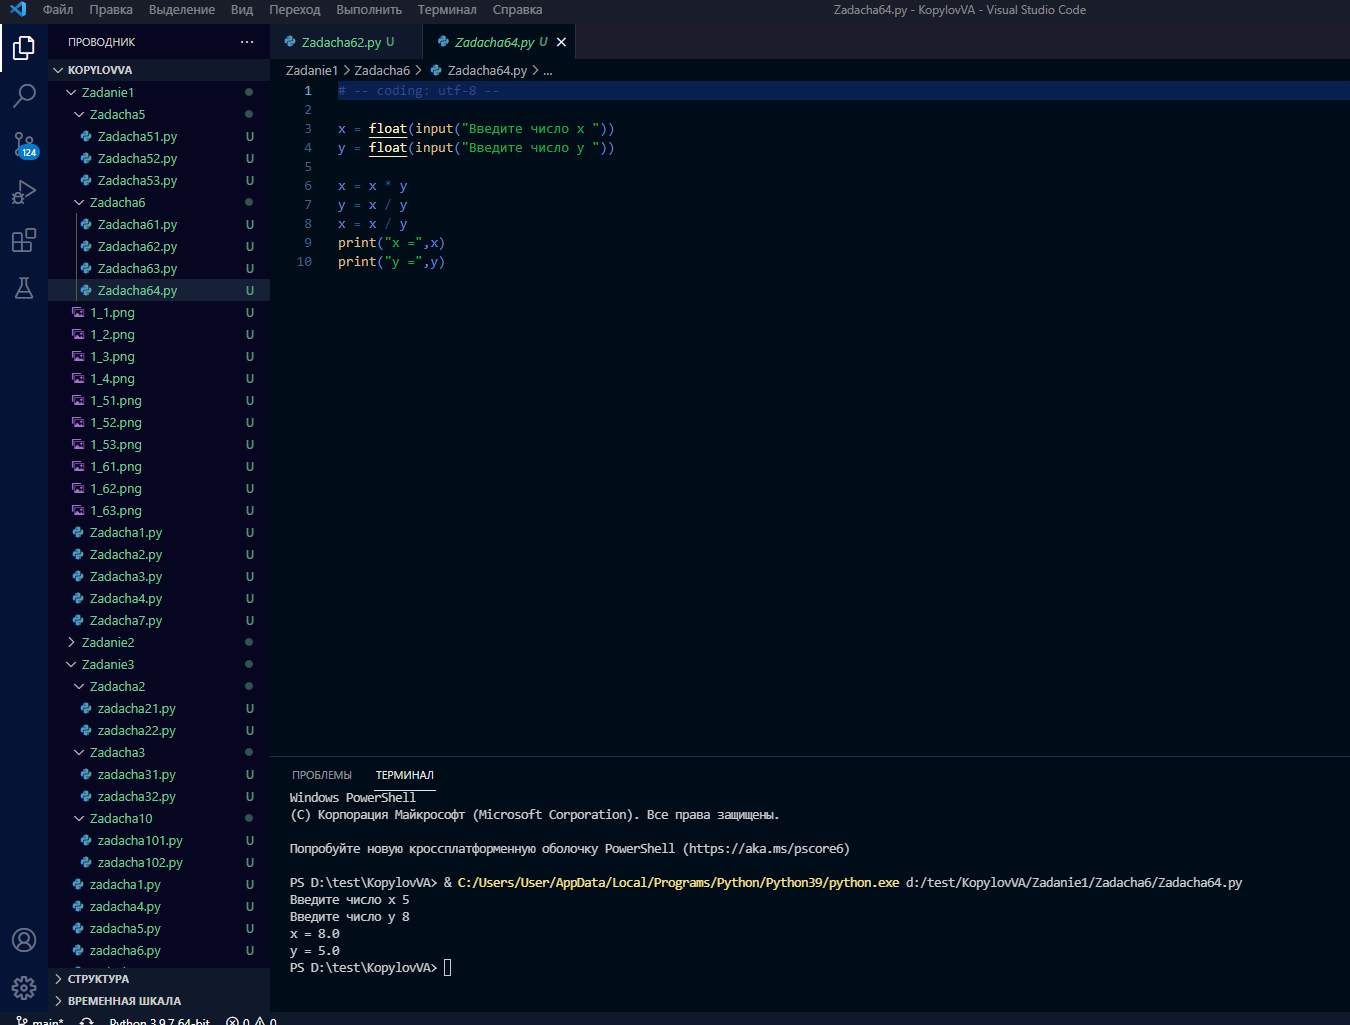 Файл Правка Выделение Вид Переход Выполнить Терминал Справка Zadacha64.py - KopylovVA - Visual Studio Code
ПРОВОДНИК ...
Zadacha62.py U Zadacha64.py U
KOPYLOVVA
Zadanie1 > Zadacha6 > Zadacha64.py > ...
Zadanie1
Zadacha5
Zadacha51.py U
Zadacha52.py U
Zadacha53.py U
Zadacha6
Zadacha61.py U
Zadacha62.py U
Zadacha63.py U
Zadacha64.py U
1_1.png U
1_2.png U
1_3.png U
1_4.png U
1_51.png U
1_52.png U
1_53.png U
1_61.png U
1_62.png U
1_63.png U
Zadacha1.py U
Zadacha2.py U
Zadacha3.py U
Zadacha4.py U
Zadacha7.py U
Zadanie2
Zadanie3
Zadacha2
zadacha21.py U
zadacha22.py U
Zadacha3
zadacha31.py U
zadacha32.py U
Zadacha10
zadacha101.py U
zadacha102.py U
zadacha1.py U
zadacha4.py U
zadacha5.py U
zadacha6.py U
СТРУКТУРА
ВРЕМЕННАЯ ШКАЛА
124
1 # -- coding: utf-8 --
2
3 x = float(input("Введите число x "))
4 y = float(input("Введите число y "))
5
6 x = x * y
7 y = x / y
8 x = x / y
9 print("x =",x)
10 print("y =",y)
ПРОБЛЕМЫ ТЕРМИНАЛ
Windows PowerShell
(C) Корпорация Майкрософт (Microsoft Corporation). Все права защищены.
Попробуйте новую кроссплатформенную оболочку PowerShell (https://aka.ms/pscore6)
PS D:\test\KopylovVA> & C:/Users/User/AppData/Local/Programs/Python/Python39/python.exe d:/test/KopylovVA/Zadanie1/Zadacha6/Zadacha64.py
Введите число x 5
Введите число y 8
x = 8.0
y = 5.0
PS D:\test\KopylovVA>
main* Python 3.9.7 64-bit 0 0